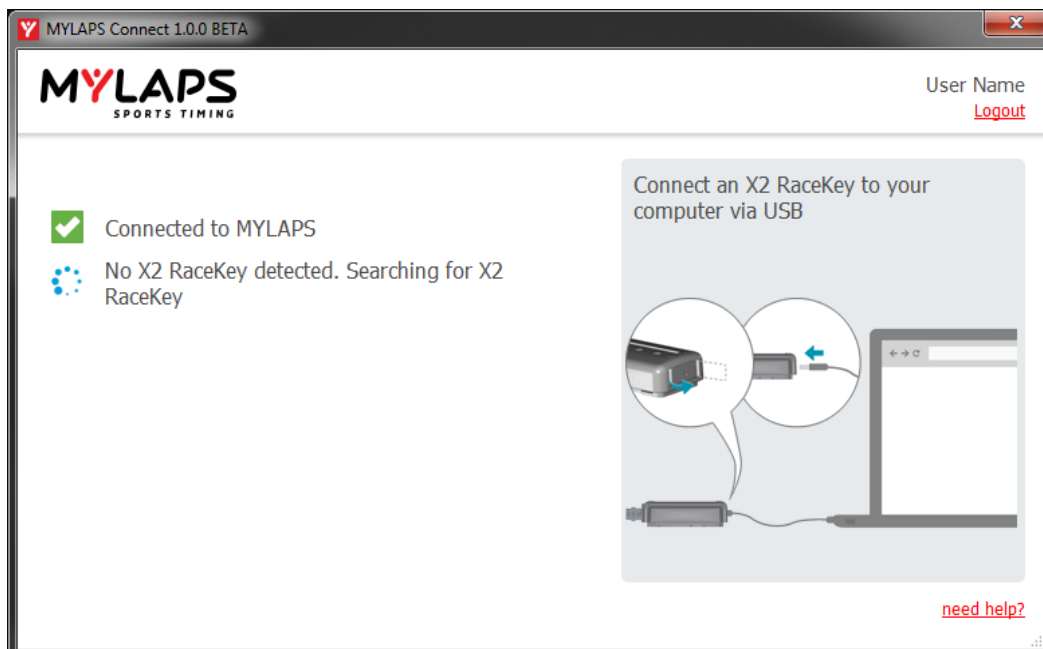 MYLAPS Connect 1.0.0 BETA
x
MYLAPS
SPORTS TIMING
User Name
Logout
Connected to MYLAPS
No X2 RaceKey detected. Searching for X2
RaceKey
Connect an X2 RaceKey to your
computer via USB
need help?